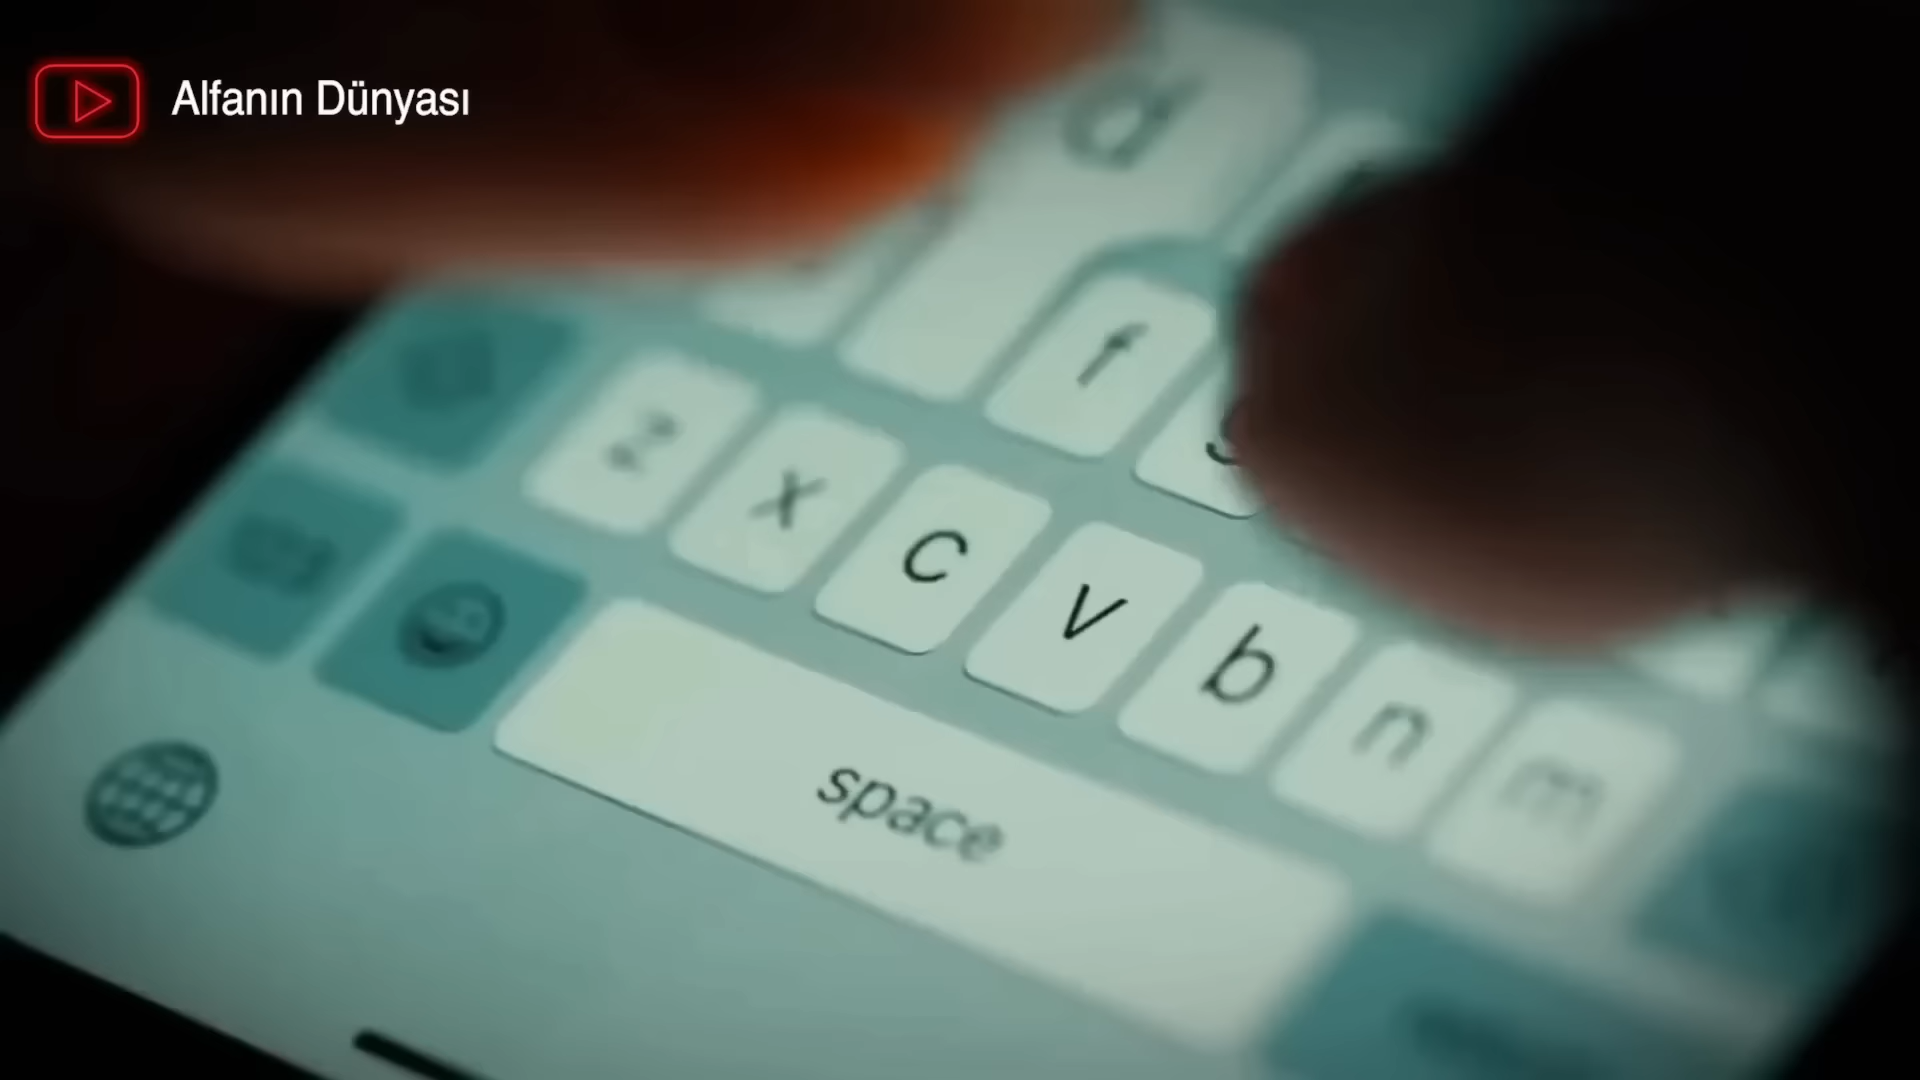 Alfanın Dünyası
d
f
z x c v b n m
space